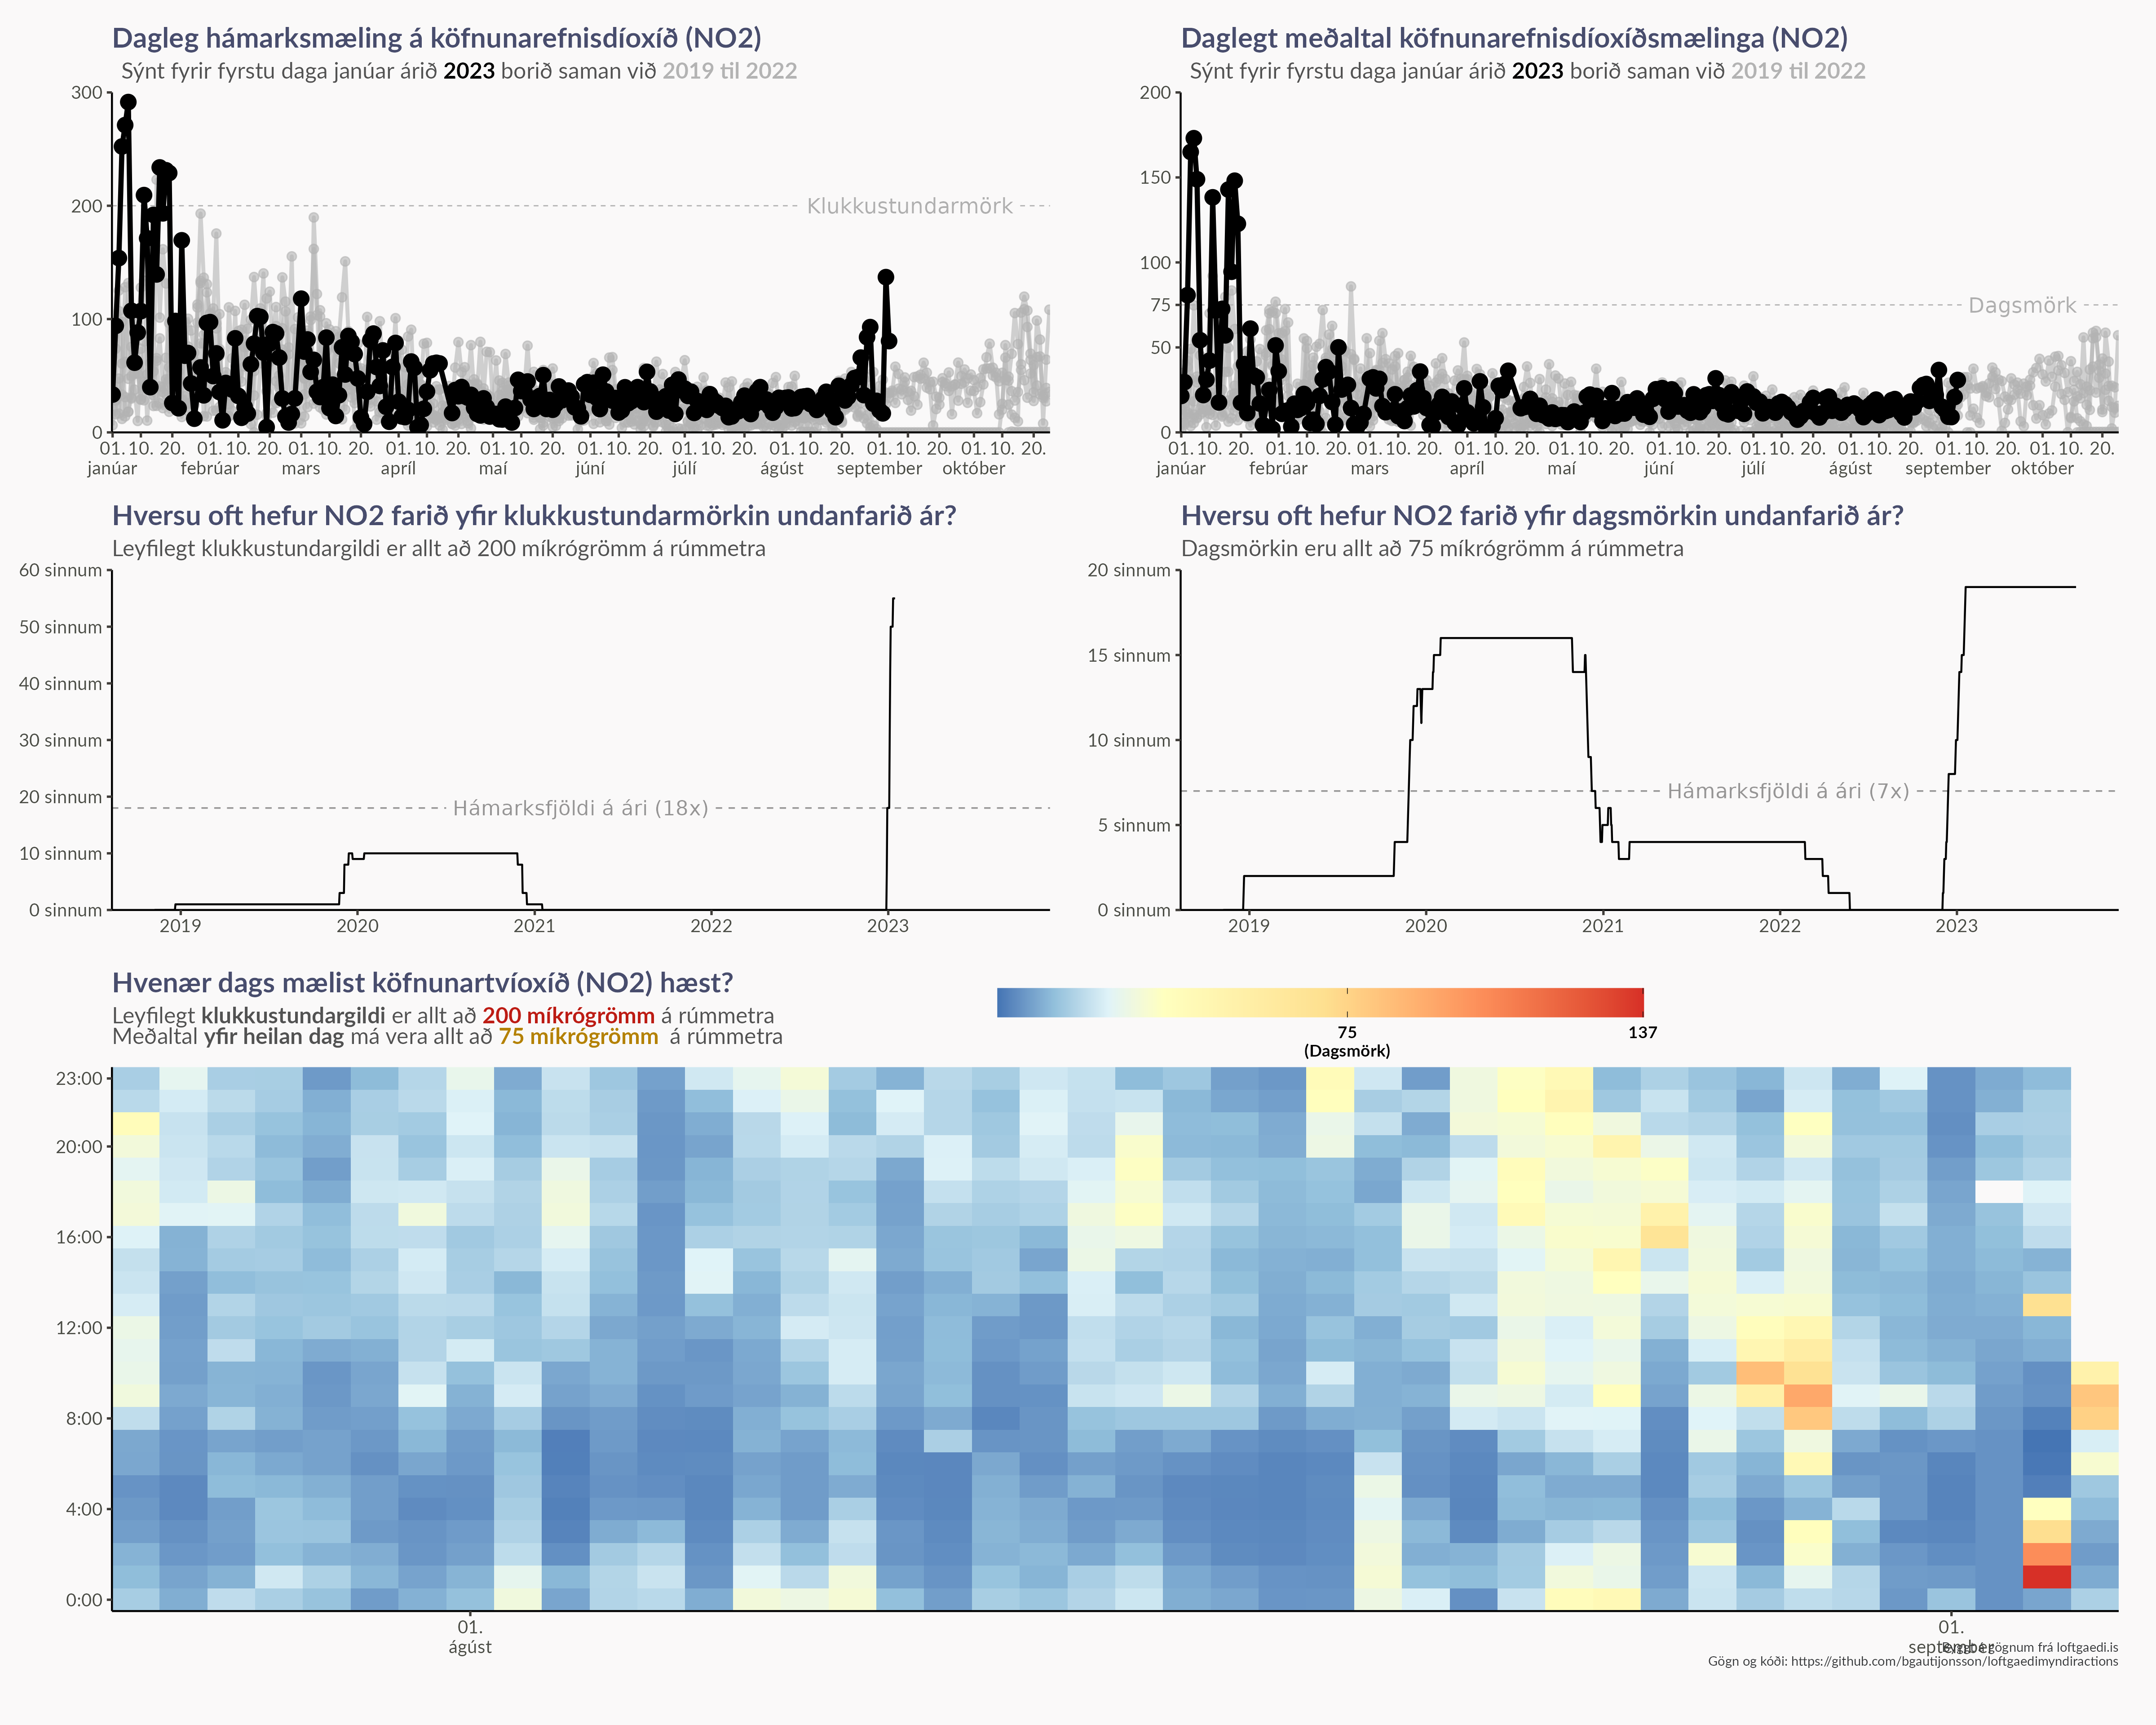 Dagleg hámarksmæling á köfnunarefnisdíoxíð (NO2)
Sýnt fyrir fyrstu daga janúar árið 2023 borið saman við 2019 til 2022
300
200
100
0
Klukkustundarmörk
01. 10. 20. 01. 10. 20. 01. 10. 20. 01. 10. 20. 01. 10. 20. 01. 10. 20. 01. 10. 20. 01. 10. 20. 01. 10. 20. 01. 10. 20.
janúar febrúar mars apríl maí júní júlí ágúst september október
Daglegt meðaltal köfnunarefnisdíoxíðsmælinga (NO2)
Sýnt fyrir fyrstu daga janúar árið 2023 borið saman við 2019 til 2022
200
150
100
75
50
0
Dagsmörk
01. 10. 20. 01. 10. 20. 01. 10. 20. 01. 10. 20. 01. 10. 20. 01. 10. 20. 01. 10. 20. 01. 10. 20. 01. 10. 20. 01. 10. 20.
janúar febrúar mars apríl maí júní júlí ágúst september október
Hversu oft hefur NO2 farið yfir klukkustundarmörkin undanfarið ár?
Leyfilegt klukkustundargildi er allt að 200 míkrógrömm á rúmmetra
60 sinnum
50 sinnum
40 sinnum
30 sinnum
20 sinnum
10 sinnum
0 sinnum
Hámarksfjöldi á ári (18x)
2019 2020 2021 2022 2023
Hversu oft hefur NO2 farið yfir dagsmörkin undanfarið ár?
Dagsmörkin eru allt að 75 míkrógrömm á rúmmetra
20 sinnum
15 sinnum
10 sinnum
5 sinnum
0 sinnum
Hámarksfjöldi á ári (7x)
2019 2020 2021 2022 2023
Hvenær dags mælist köfnunartvíoxíð (NO2) hæst?
Leyfilegt klukkustundargildi er allt að 200 míkrógrömm á rúmmetra
Meðaltal yfir heilan dag má vera allt að 75 míkrógrömm á rúmmetra
75 137
(Dagsmörk)
23:00
20:00
16:00
12:00
8:00
4:00
0:00
01. 01.
ágúst september
gögnum frá loftgaedi.is
Gögn og kóði: https://github.com/bgautijonsson/loftgaedimyndiractions